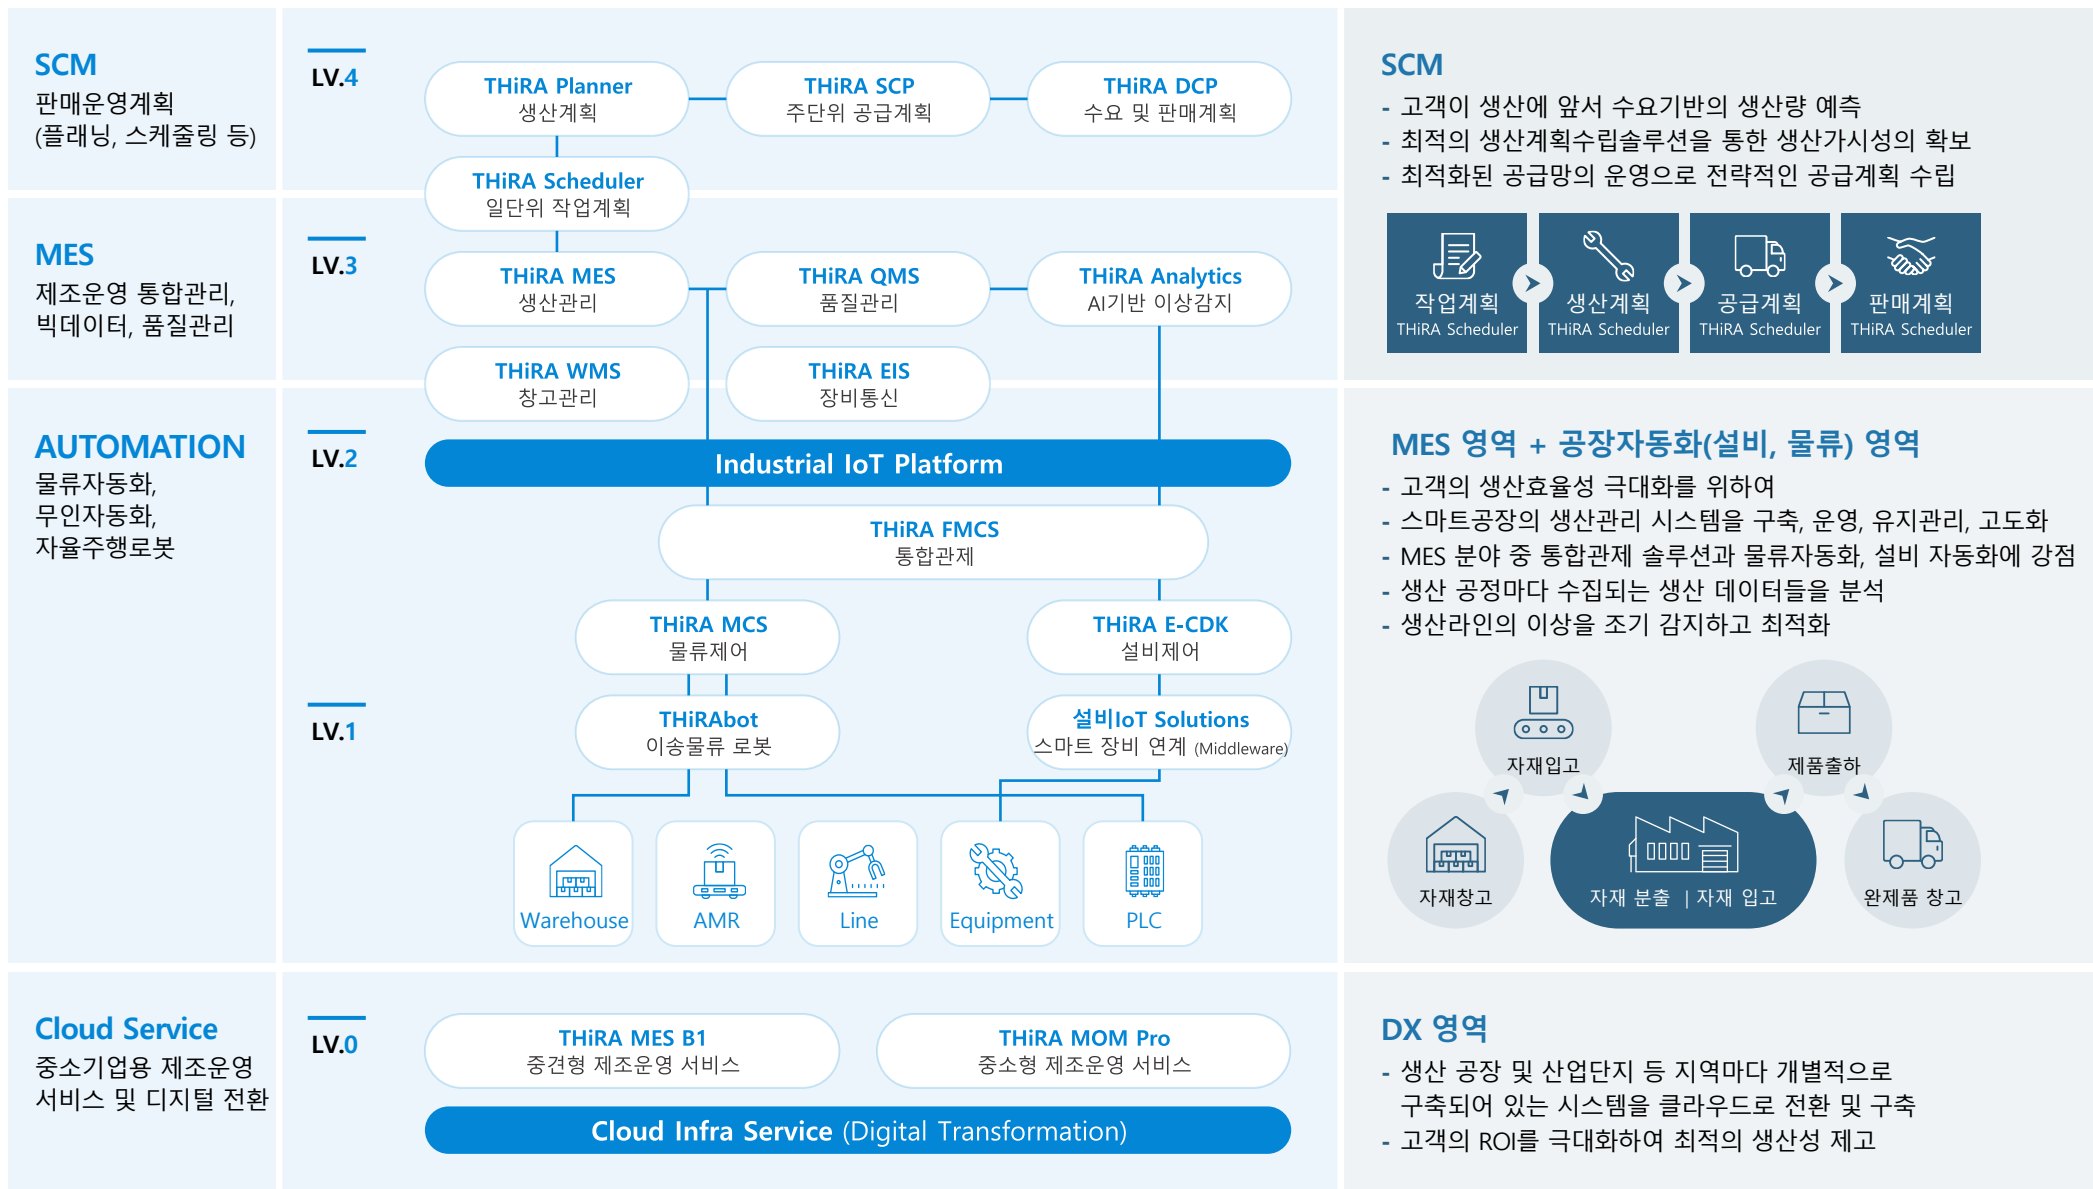 SCM
판매운영계획
(플래닝, 스케줄링 등)
LV.4
THiRA Planner
생산계획
THiRA SCP
주단위 공급계획
THiRA DCP
수요 및 판매계획
THiRA Scheduler
일단위 작업계획
MES
제조운영 통합관리,
빅데이터, 품질관리
LV.3
THiRA MES
생산관리
THiRA QMS
품질관리
THiRA Analytics
AI기반 이상감지
THiRA WMS
창고관리
THiRA EIS
장비통신
AUTOMATION
물류자동화,
무인자동화,
자율주행로봇
LV.2
Industrial IoT Platform
THiRA FMCS
통합관제
THiRA MCS
물류제어
THiRA E-CDK
설비제어
LV.1
THiRAbot
이송물류 로봇
설비IoT Solutions
스마트 장비 연계 (Middleware)
Warehouse
AMR
Line
Equipment
PLC
Cloud Service
중소기업용 제조운영
서비스 및 디지털 전환
LV.0
THiRA MES B1
중견형 제조운영 서비스
THiRA MOM Pro
중소형 제조운영 서비스
Cloud Infra Service (Digital Transformation)
SCM
- 고객이 생산에 앞서 수요기반의 생산량 예측
- 최적의 생산계획수립솔루션을 통한 생산가시성의 확보
- 최적화된 공급망의 운영으로 전략적인 공급계획 수립
작업계획
THiRA Scheduler
생산계획
THiRA Scheduler
공급계획
THiRA Scheduler
판매계획
THiRA Scheduler
MES 영역 + 공장자동화(설비, 물류) 영역
- 고객의 생산효율성 극대화를 위하여
- 스마트공장의 생산관리 시스템을 구축, 운영, 유지관리, 고도화
- MES 분야 중 통합관제 솔루션과 물류자동화, 설비 자동화에 강점
- 생산 공정마다 수집되는 생산 데이터들을 분석
- 생산라인의 이상을 조기 감지하고 최적화
자재입고
제품출하
자재창고
자재 분출 | 자재 입고
완제품 창고
DX 영역
- 생산 공장 및 산업단지 등 지역마다 개별적으로
구축되어 있는 시스템을 클라우드로 전환 및 구축
- 고객의 ROI를 극대화하여 최적의 생산성 제고